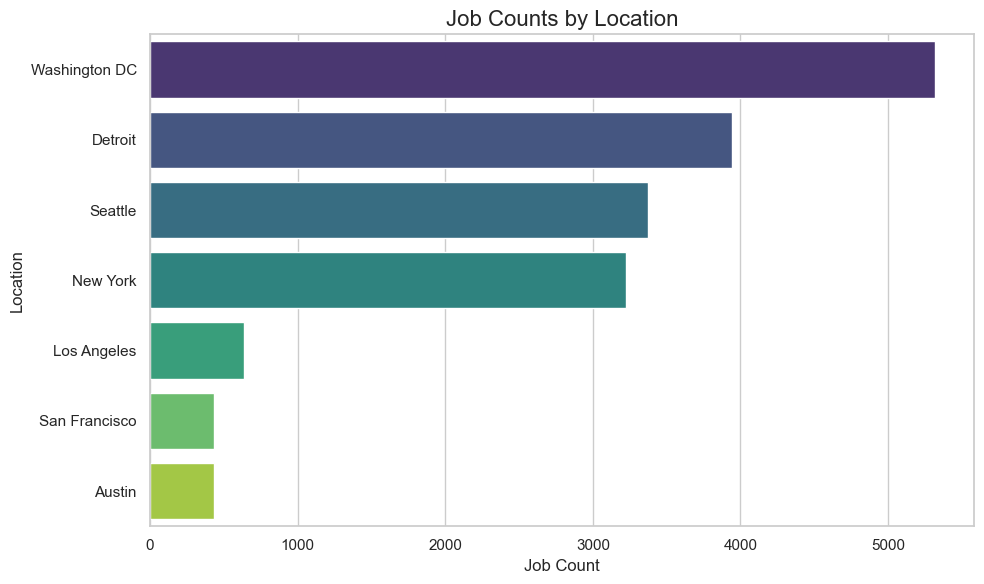 Job Counts by Location
Location
Washington DC
Detroit
Seattle
New York
Los Angeles
San Francisco
Austin
0 1000 2000 3000 4000 5000
Job Count